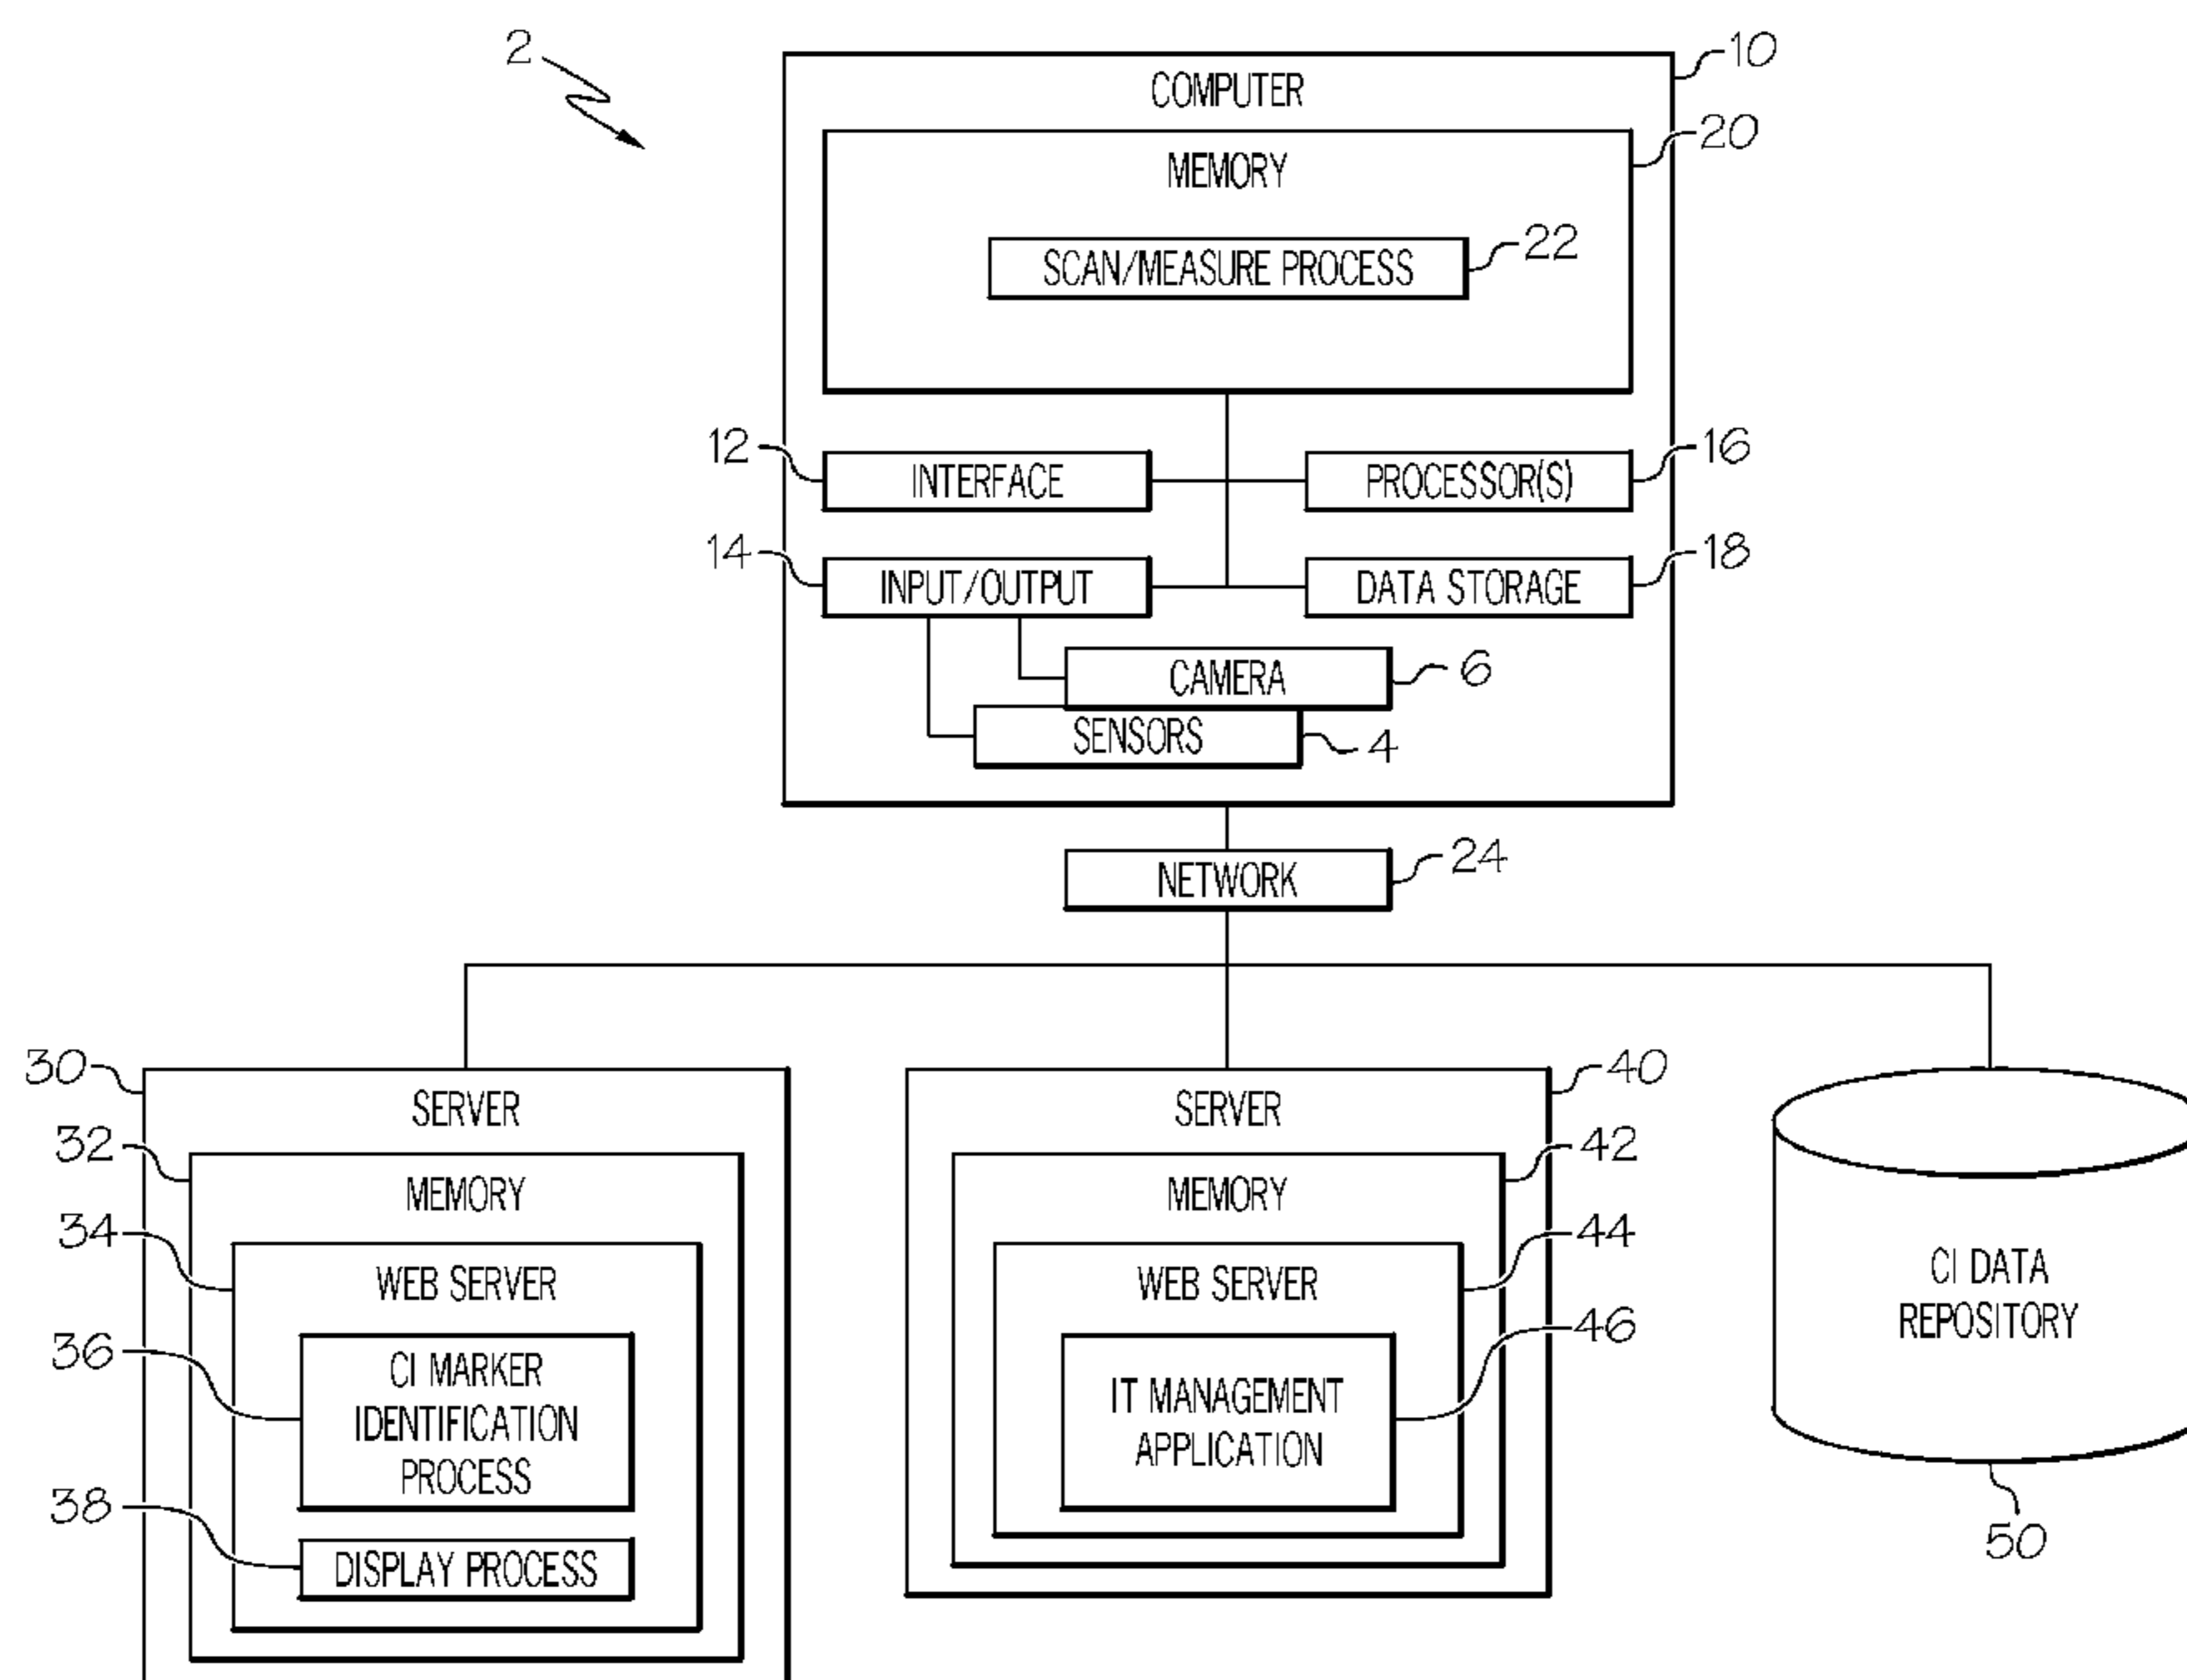 2
10
COMPUTER
20
MEMORY
22
SCAN/MEASURE PROCESS
12
INTERFACE
PROCESSOR(S)
16
14
INPUT/OUTPUT
DATA STORAGE
18
CAMERA
6
SENSORS
4
NETWORK
24
30
SERVER
32
MEMORY
34
WEB SERVER
36
CI MARKER
IDENTIFICATION
PROCESS
38
DISPLAY PROCESS
40
SERVER
42
MEMORY
44
WEB SERVER
46
IT MANAGEMENT
APPLICATION
CI DATA
REPOSITORY
50